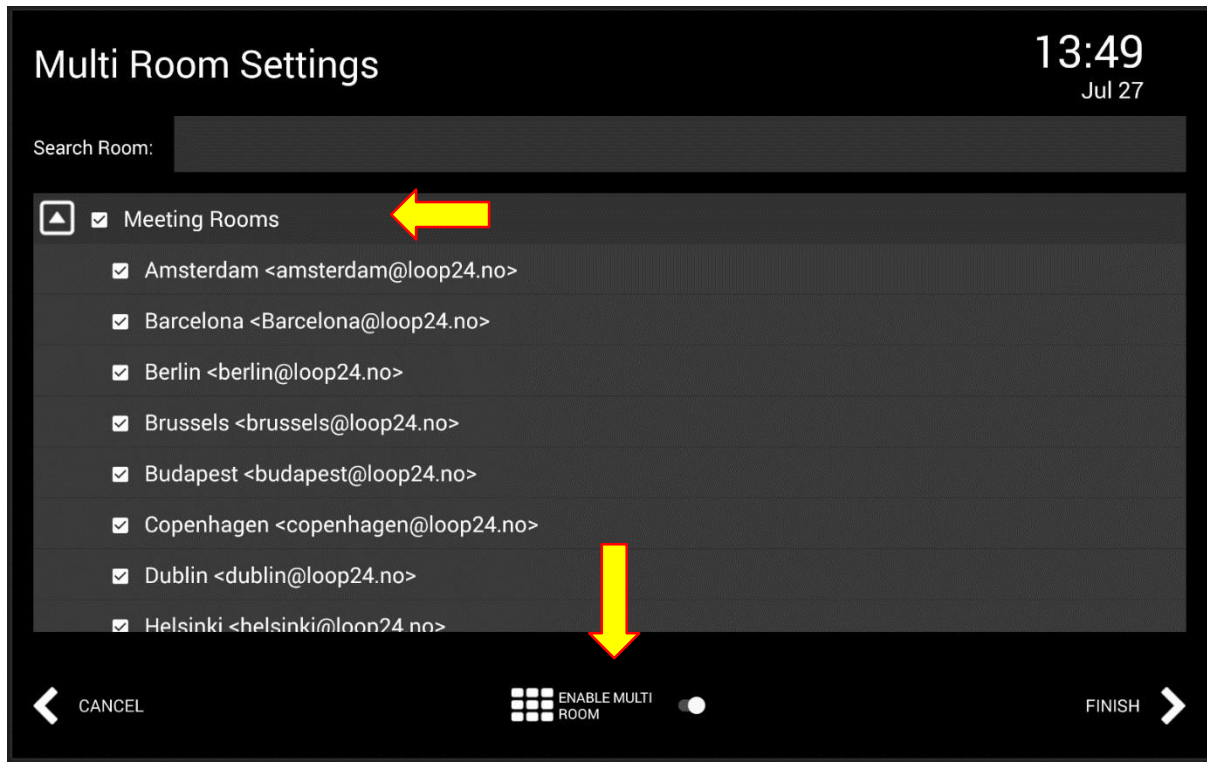 Multi Room Settings
13:49
Jul 27
Search Room:
Meeting Rooms
Amsterdam <amsterdam@loop24.no>
Barcelona <Barcelona@loop24.no>
Berlin <berlin@loop24.no>
Brussels <brussels@loop24.no>
Budapest <budapest@loop24.no>
Copenhagen <copenhagen@loop24.no>
Dublin <dublin@loop24.no>
Helsinki <helsinki@loop24.no>
CANCEL
ENABLE MULTI
ROOM
FINISH